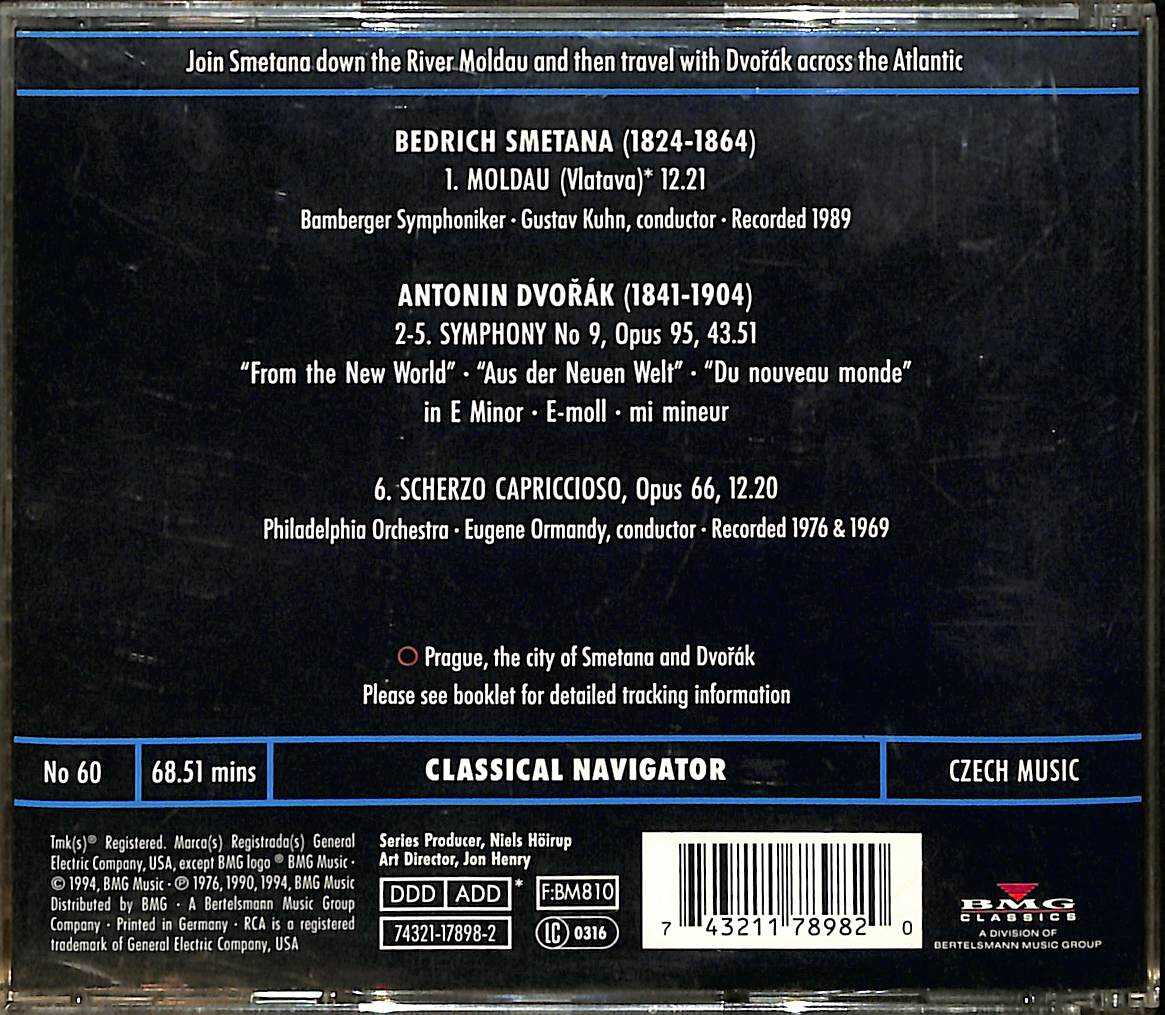 Join Smetana down the River Moldau and then travel with Dvořák across the Atlantic
BEDRICH SMETANA (1824-1864)
1. MOLDAU (Vlatava)* 12.21
Bamberger Symphoniker · Gustav Kuhn, conductor · Recorded 1989
ANTONIN DVOŘÁK (1841-1904)
2-5. SYMPHONY No 9, Opus 95, 43.51
"From the New World" · "Aus der Neuen Welt" · "Du nouveau monde"
in E Minor · E-moll · mi mineur
6. SCHERZO CAPRICCIOSO, Opus 66, 12.20
Philadelphia Orchestra · Eugene Ormandy, conductor · Recorded 1976 & 1969
Prague, the city of Smetana and Dvořák
Please see booklet for detailed tracking information
No 60
68.51 mins
CLASSICAL NAVIGATOR
CZECH MUSIC
Tmk(s)® Registered. Marca(s) Registrada(s) General
Electric Company, USA, except BMG logo ® BMG Music ·
© 1994, BMG Music · ℗ 1976, 1990, 1994, BMG Music
Distributed by BMG · A Bertelsmann Music Group
Company · Printed in Germany · RCA is a registered
trademark of General Electric Company, USA
Series Producer, Niels Höirup
Art Director, Jon Henry
DDD ADD *
F:BM810
74321-17898-2
LC 0316
7 43211 78982 0
BMG
CLASSICS
A DIVISION OF
BERTELSMANN MUSIC GROUP